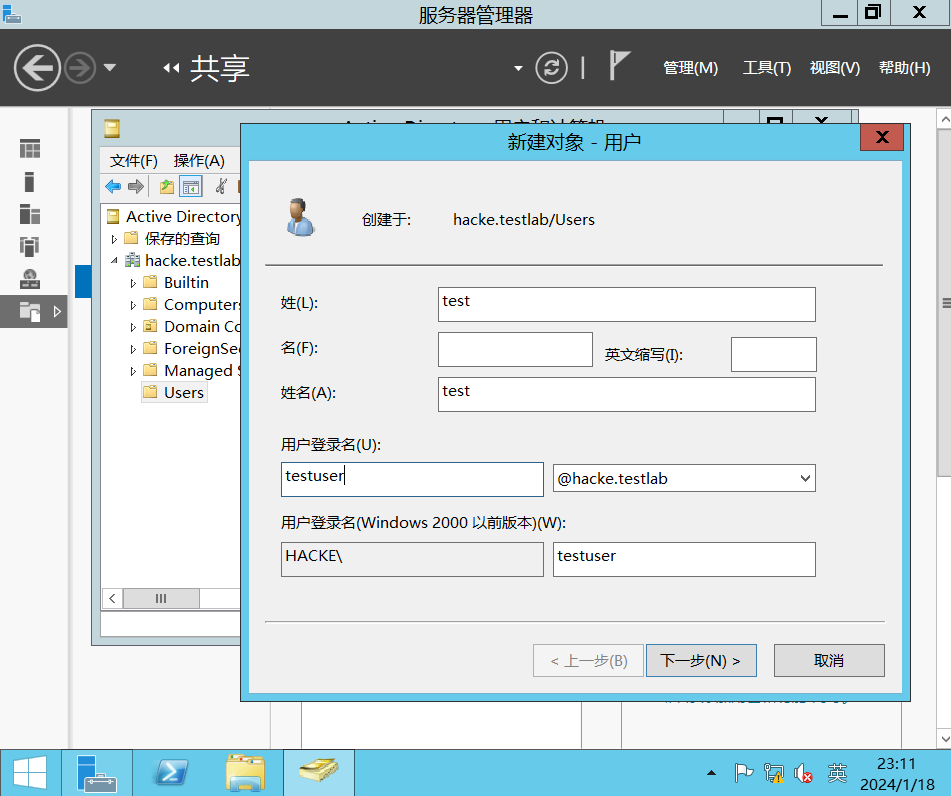 服务器管理器
共享
管理(M) 工具(T) 视图(V) 帮助(H)
文件(F) 操作(A)
Active Directory
保存的查询
hacke.testlab
Builtin
Computers
Domain Co
ForeignSe
Managed S
Users
新建对象 - 用户
创建于: hacke.testlab/Users
姓(L): test
名(F):
英文缩写(I):
姓名(A): test
用户登录名(U):
testuser @hacke.testlab
用户登录名(Windows 2000 以前版本)(W):
HACKE\ testuser
< 上一步(B) 下一步(N) > 取消
英
23:11
2024/1/18